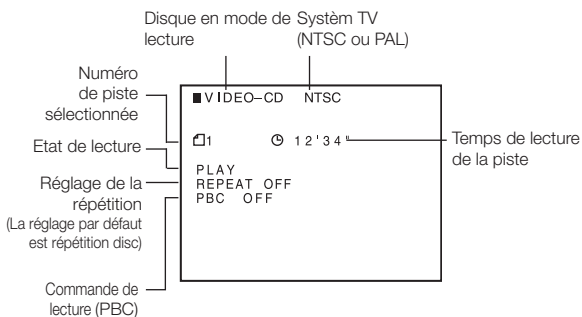 Disque en mode de
lecture
Systèm TV
(NTSC ou PAL)
Numéro
de piste
sélectionnée
Etat de lecture
Réglage de la
répétition
(La réglage par défaut
est répétition disc)
Commande de
lecture (PBC)
VIDEO–CD NTSC
1 12'34"
PLAY
REPEAT OFF
PBC OFF
Temps de lecture
de la piste